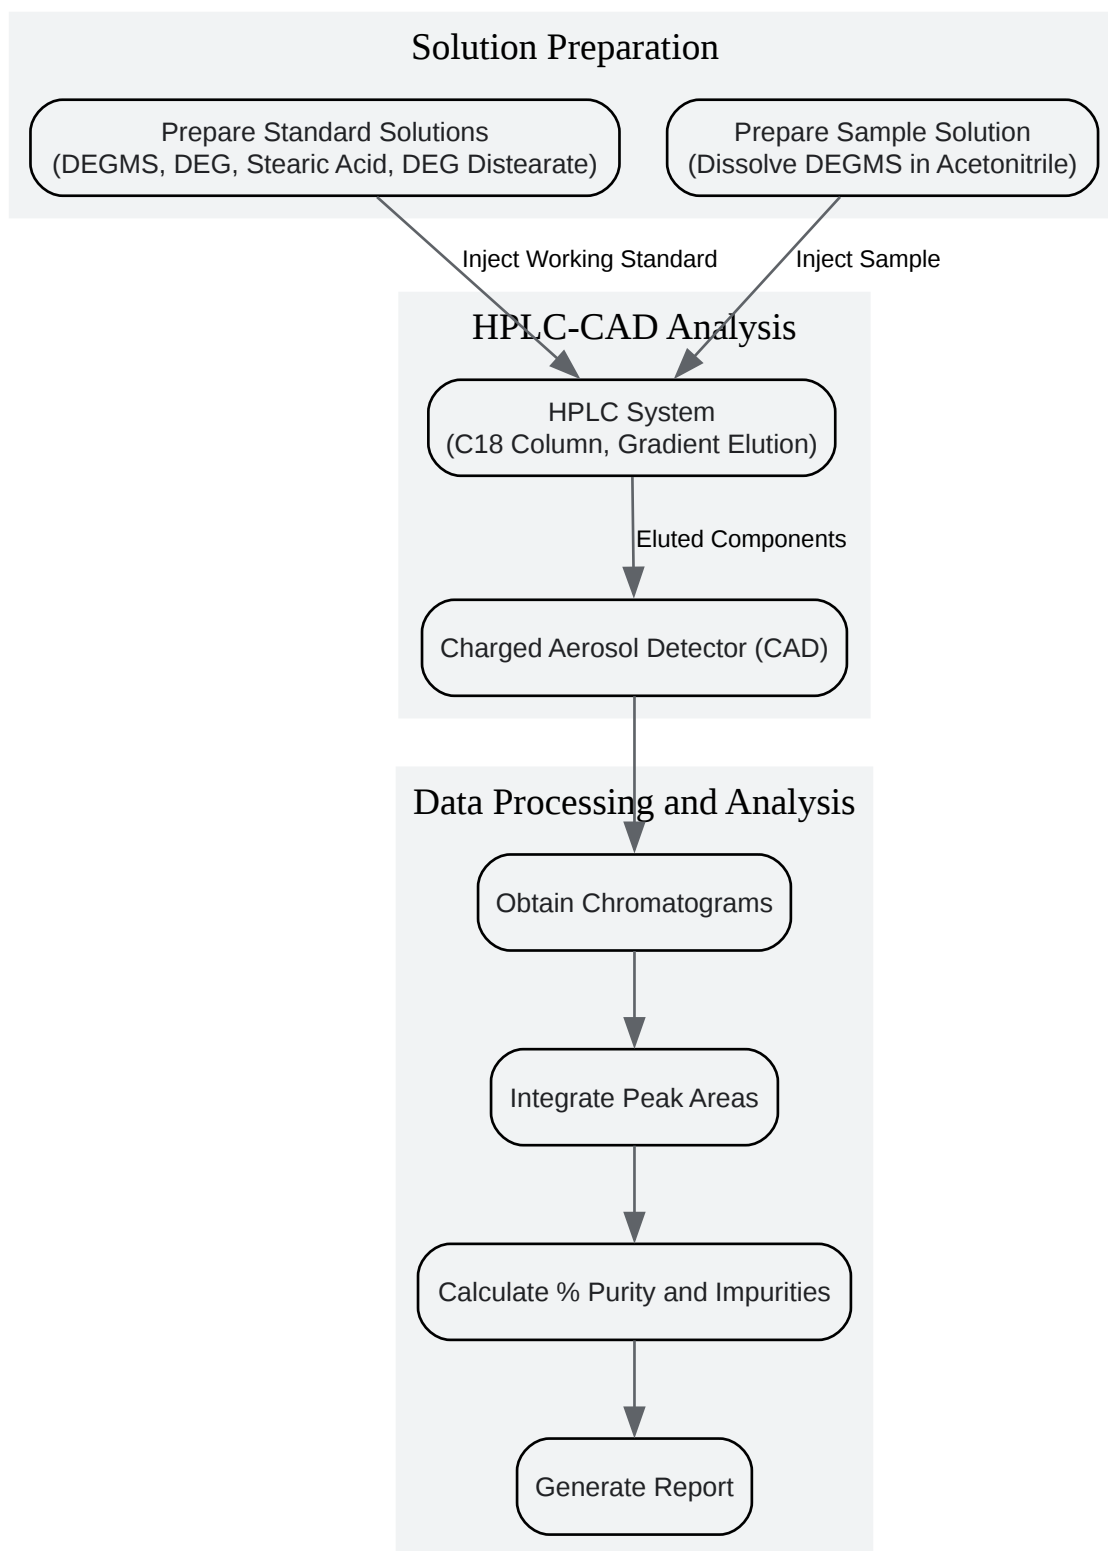 Solution Preparation
Prepare Standard Solutions
(DEGMS, DEG, Stearic Acid, DEG Distearate)
Prepare Sample Solution
(Dissolve DEGMS in Acetonitrile)
Inject Working Standard
Inject Sample
HPLC-CAD Analysis
HPLC System
(C18 Column, Gradient Elution)
Eluted Components
Charged Aerosol Detector (CAD)
Data Processing and Analysis
Obtain Chromatograms
Integrate Peak Areas
Calculate % Purity and Impurities
Generate Report